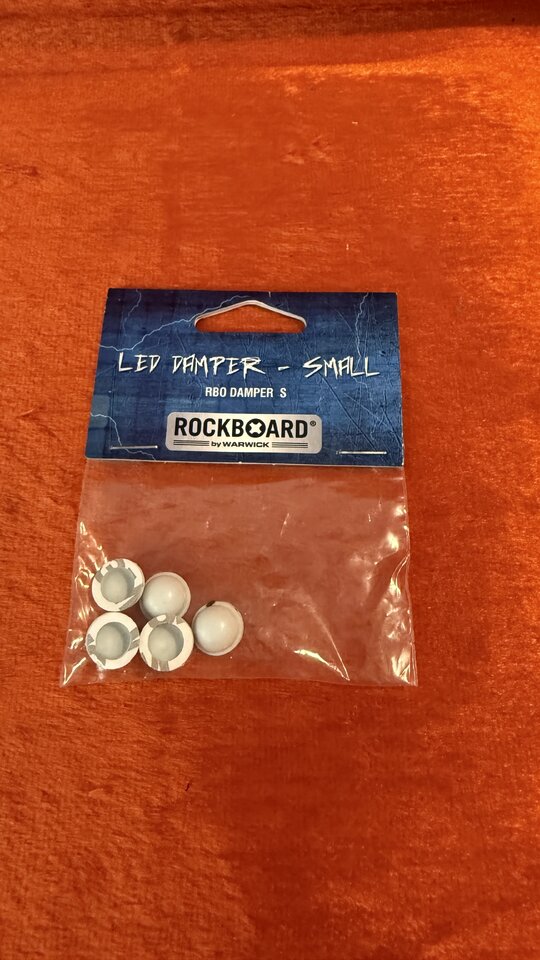 LED DAMPER - SMALL
RBO DAMPER S
ROCKBOARD®
by WARWICK